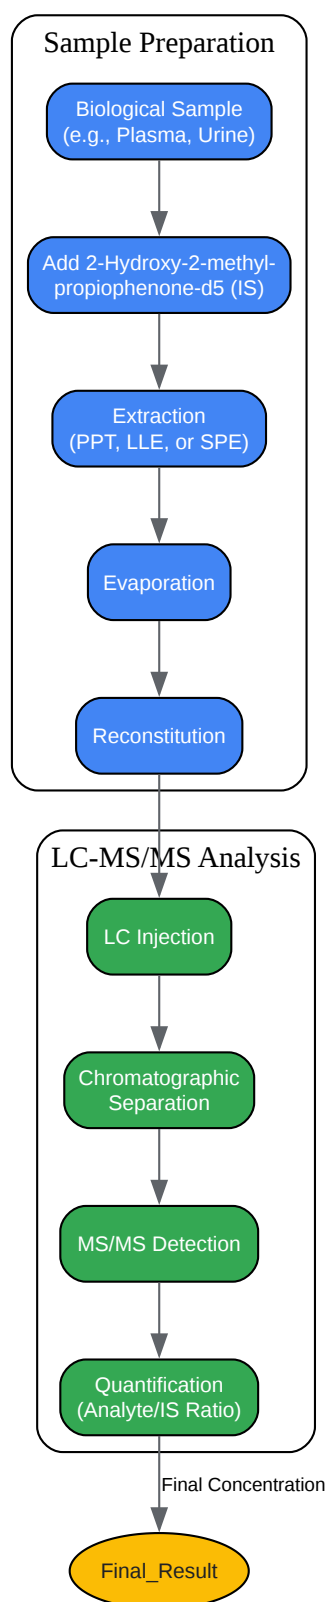 Sample Preparation
Biological Sample
(e.g., Plasma, Urine)
Add 2-Hydroxy-2-methyl-
propiophenone-d5 (IS)
Extraction
(PPT, LLE, or SPE)
Evaporation
Reconstitution
LC-MS/MS Analysis
LC Injection
Chromatographic
Separation
MS/MS Detection
Quantification
(Analyte/IS Ratio)
Final Concentration
Final_Result